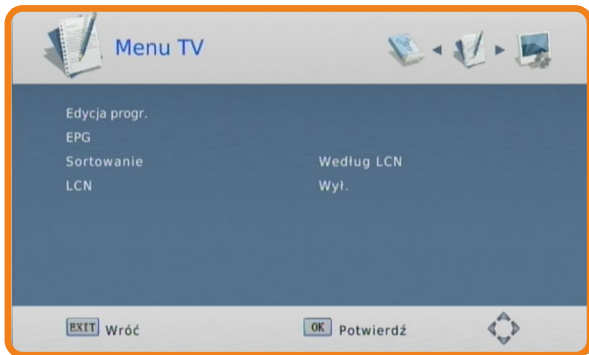 Menu TV
Edycja progr.
EPG
Sortowanie Według LCN
LCN Wył.
EXIT Wróć OK Potwierdź